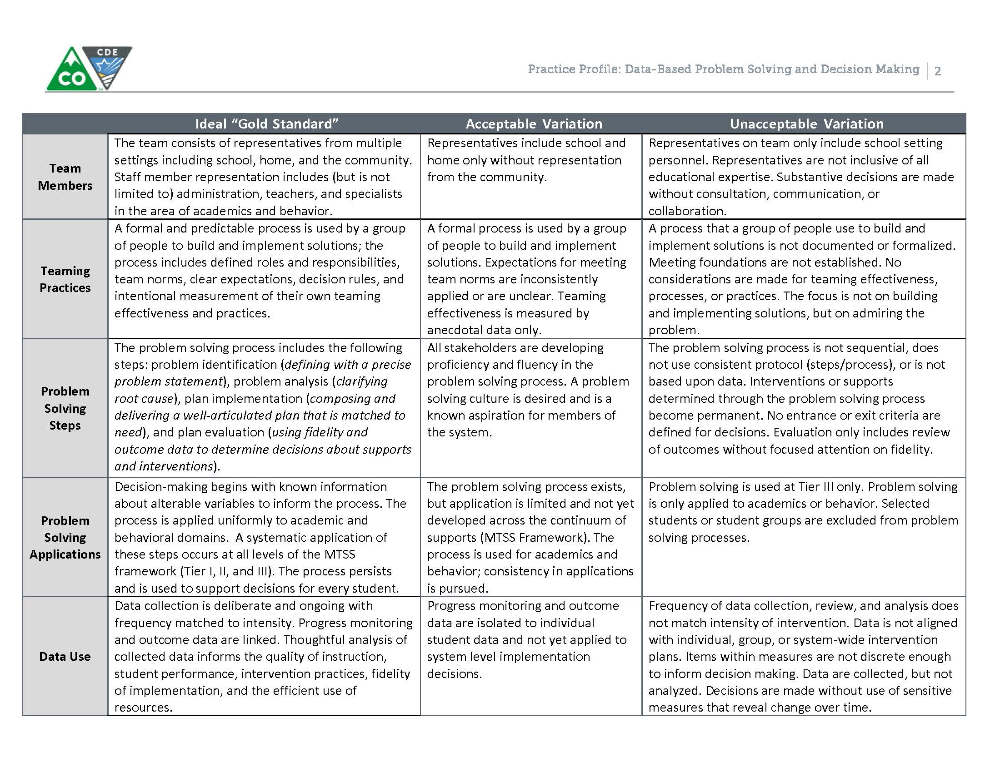 CDE
CO
Practice Profile: Data-Based Problem Solving and Decision Making | 2
Ideal “Gold Standard”
Acceptable Variation
Unacceptable Variation
Team
Members
The team consists of representatives from multiple
settings including school, home, and the community.
Staff member representation includes (but is not
limited to) administration, teachers, and specialists
in the area of academics and behavior.
Representatives include school and
home only without representation
from the community.
Representatives on team only include school setting
personnel. Representatives are not inclusive of all
educational expertise. Substantive decisions are made
without consultation, communication, or
collaboration.
Teaming
Practices
A formal and predictable process is used by a group
of people to build and implement solutions; the
process includes defined roles and responsibilities,
team norms, clear expectations, decision rules, and
intentional measurement of their own teaming
effectiveness and practices.
A formal process is used by a group
of people to build and implement
solutions. Expectations for meeting
team norms are inconsistently
applied or are unclear. Teaming
effectiveness is measured by
anecdotal data only.
A process that a group of people use to build and
implement solutions is not documented or formalized.
Meeting foundations are not established. No
considerations are made for teaming effectiveness,
processes, or practices. The focus is not on building
and implementing solutions, but on admiring the
problem.
Problem
Solving
Steps
The problem solving process includes the following
steps: problem identification (defining with a precise
problem statement), problem analysis (clarifying
root cause), plan implementation (composing and
delivering a well-articulated plan that is matched to
need), and plan evaluation (using fidelity and
outcome data to determine decisions about supports
and interventions).
All stakeholders are developing
proficiency and fluency in the
problem solving process. A problem
solving culture is desired and is a
known aspiration for members of
the system.
The problem solving process is not sequential, does
not use consistent protocol (steps/process), or is not
based upon data. Interventions or supports
determined through the problem solving process
become permanent. No entrance or exit criteria are
defined for decisions. Evaluation only includes review
of outcomes without focused attention on fidelity.
Problem
Solving
Applications
Decision-making begins with known information
about alterable variables to inform the process. The
process is applied uniformly to academic and
behavioral domains.  A systematic application of
these steps occurs at all levels of the MTSS
framework (Tier I, II, and III). The process persists
and is used to support decisions for every student.
The problem solving process exists,
but application is limited and not yet
developed across the continuum of
supports (MTSS Framework). The
process is used for academics and
behavior; consistency in applications
is pursued.
Problem solving is used at Tier III only. Problem solving
is only applied to academics or behavior. Selected
students or student groups are excluded from problem
solving processes.
Data Use
Data collection is deliberate and ongoing with
frequency matched to intensity. Progress monitoring
and outcome data are linked. Thoughtful analysis of
collected data informs the quality of instruction,
student performance, intervention practices, fidelity
of implementation, and the efficient use of
resources.
Progress monitoring and outcome
data are isolated to individual
student data and not yet applied to
system level implementation
decisions.
Frequency of data collection, review, and analysis does
not match intensity of intervention. Data is not aligned
with individual, group, or system-wide intervention
plans. Items within measures are not discrete enough
to inform decision making. Data are collected, but not
analyzed. Decisions are made without use of sensitive
measures that reveal change over time.